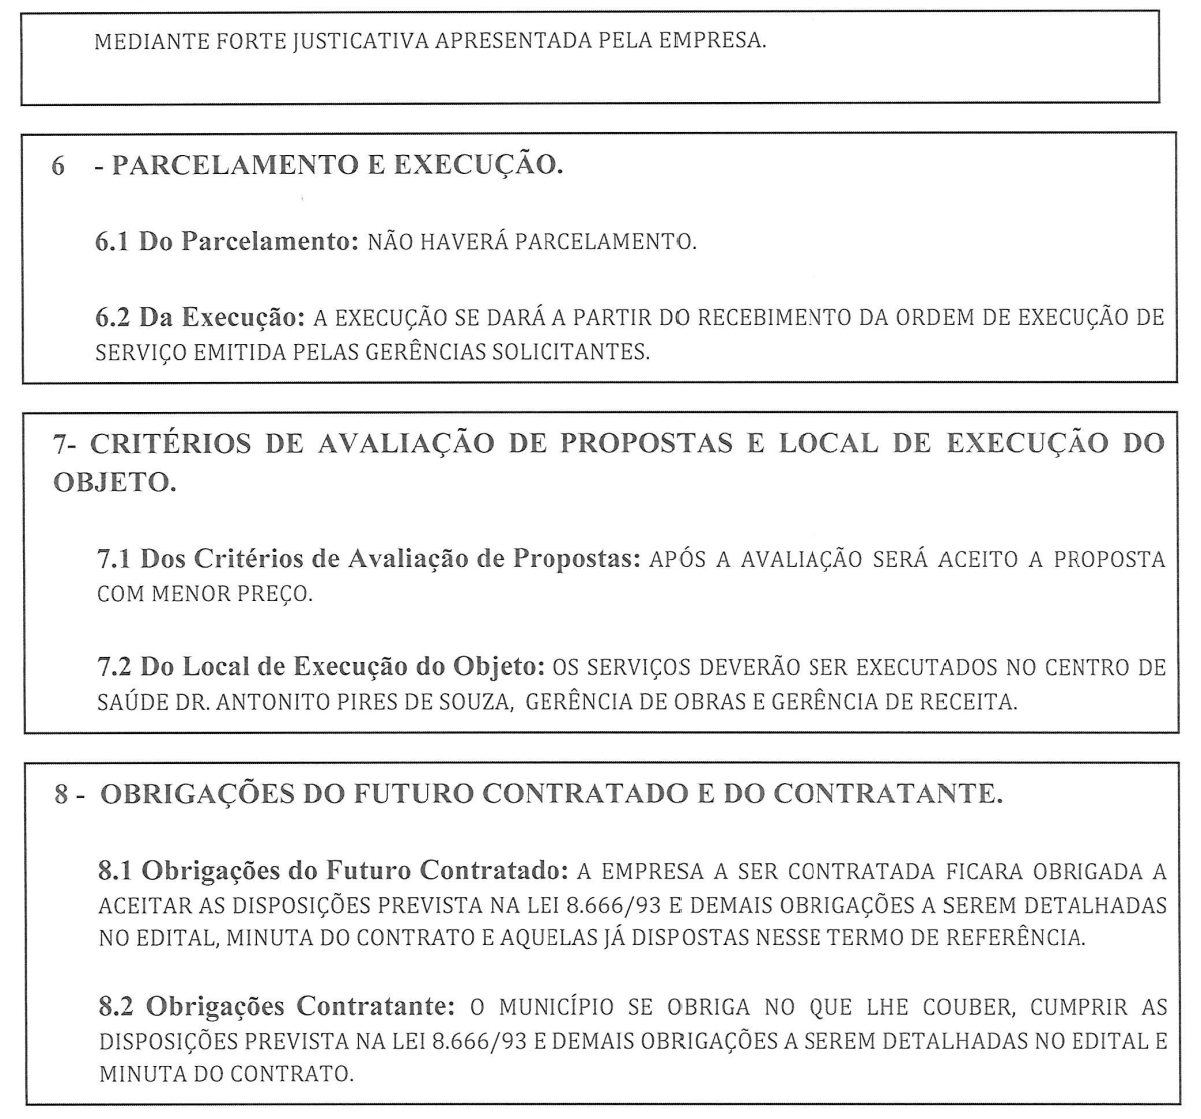 MEDIANTE FORTE JUSTICATIVA APRESENTADA PELA EMPRESA.
6 - PARCELAMENTO E EXECUÇÃO.
6.1 Do Parcelamento: NÃO HAVERÁ PARCELAMENTO.
6.2 Da Execução: A EXECUÇÃO SE DARÁ A PARTIR DO RECEBIMENTO DA ORDEM DE EXECUÇÃO DE
SERVIÇO EMITIDA PELAS GERÊNCIAS SOLICITANTES.
7- CRITÉRIOS DE AVALIAÇÃO DE PROPOSTAS E LOCAL DE EXECUÇÃO DO
OBJETO.
7.1 Dos Critérios de Avaliação de Propostas: APÓS A AVALIAÇÃO SERÁ ACEITO A PROPOSTA
COM MENOR PREÇO.
7.2 Do Local de Execução do Objeto: OS SERVIÇOS DEVERÃO SER EXECUTADOS NO CENTRO DE
SAÚDE DR. ANTONITO PIRES DE SOUZA, GERÊNCIA DE OBRAS E GERÊNCIA DE RECEITA.
8 - OBRIGAÇÕES DO FUTURO CONTRATADO E DO CONTRATANTE.
8.1 Obrigações do Futuro Contratado: A EMPRESA A SER CONTRATADA FICARA OBRIGADA A
ACEITAR AS DISPOSIÇÕES PREVISTA NA LEI 8.666/93 E DEMAIS OBRIGAÇÕES A SEREM DETALHADAS
NO EDITAL, MINUTA DO CONTRATO E AQUELAS JÁ DISPOSTAS NESSE TERMO DE REFERÊNCIA.
8.2 Obrigações Contratante: O MUNICÍPIO SE OBRIGA NO QUE LHE COUBER, CUMPRIR AS
DISPOSIÇÕES PREVISTA NA LEI 8.666/93 E DEMAIS OBRIGAÇÕES A SEREM DETALHADAS NO EDITAL E
MINUTA DO CONTRATO.